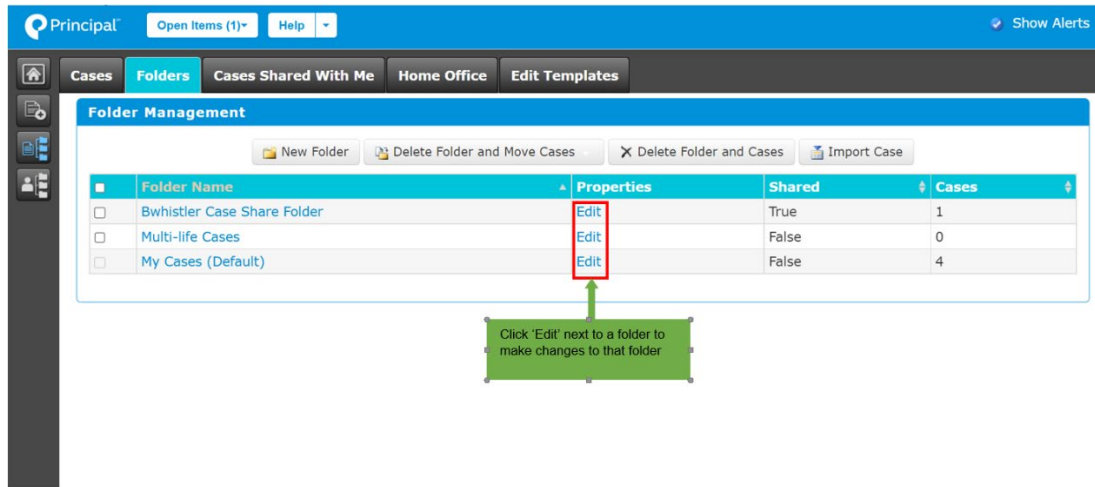 Principal™ Open Items (1) Help Show Alerts
Cases Folders Cases Shared With Me Home Office Edit Templates
Folder Management
New Folder Delete Folder and Move Cases Delete Folder and Cases Import Case
Folder Name Properties Shared Cases
Bwhistler Case Share Folder Edit True 1
Multi-life Cases Edit False 0
My Cases (Default) Edit False 4
Click 'Edit' next to a folder to
make changes to that folder